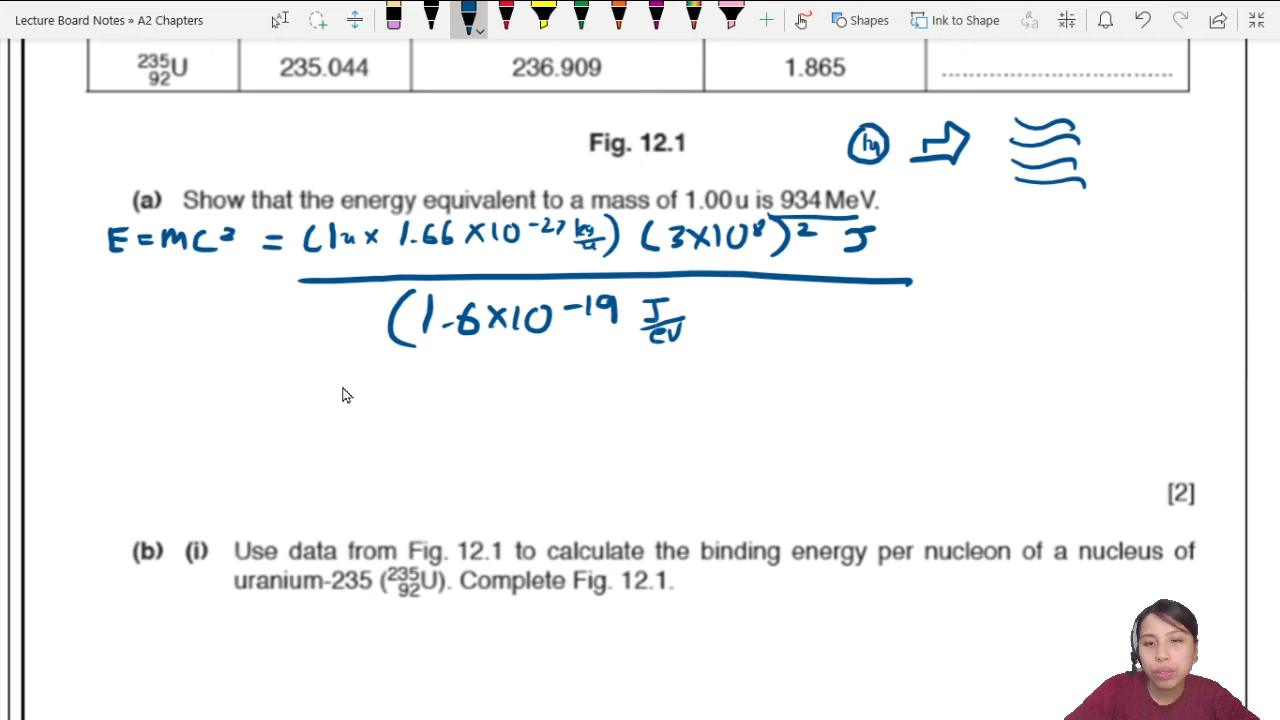 Lecture Board Notes » A2 Chapters
Shapes
Ink to Shape
235 92 U 235.044 236.909 1.865 ................................
Fig. 12.1
(a) Show that the energy equivalent to a mass of 1.00 u is 934 MeV.
E = mc² = (1u × 1.66 × 10⁻²⁷ kg/u) (3×10⁸)² J
(1.6×10⁻¹⁹ J/eV
[2]
(b) (i) Use data from Fig. 12.1 to calculate the binding energy per nucleon of a nucleus of
uranium-235 (²³⁵₉₂U). Complete Fig. 12.1.